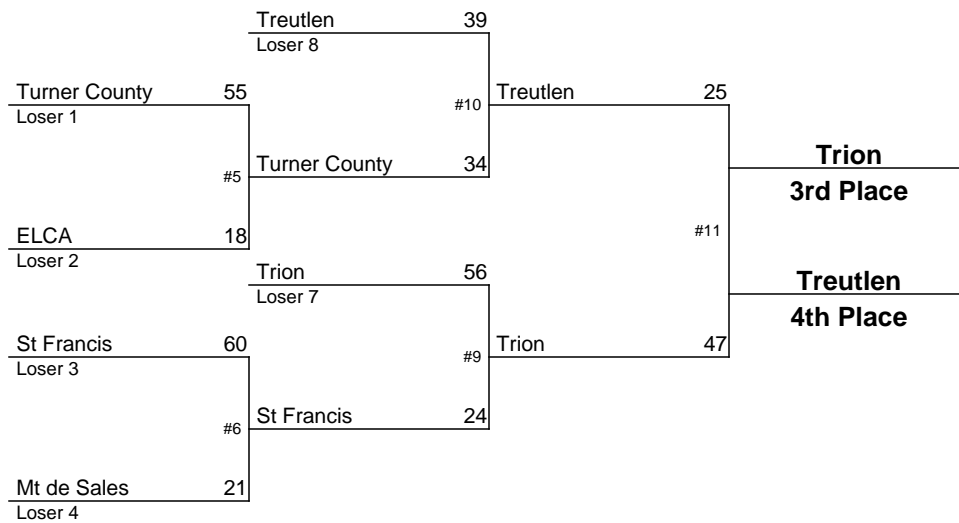 Treutlen 39
Loser 8
Turner County 55
Loser 1
#10
Treutlen 25
#5
Turner County 34
Trion
3rd Place
ELCA 18
Loser 2
#11
Trion 56
Loser 7
Treutlen
4th Place
St Francis 60
Loser 3
#9
Trion 47
#6
St Francis 24
Mt de Sales 21
Loser 4